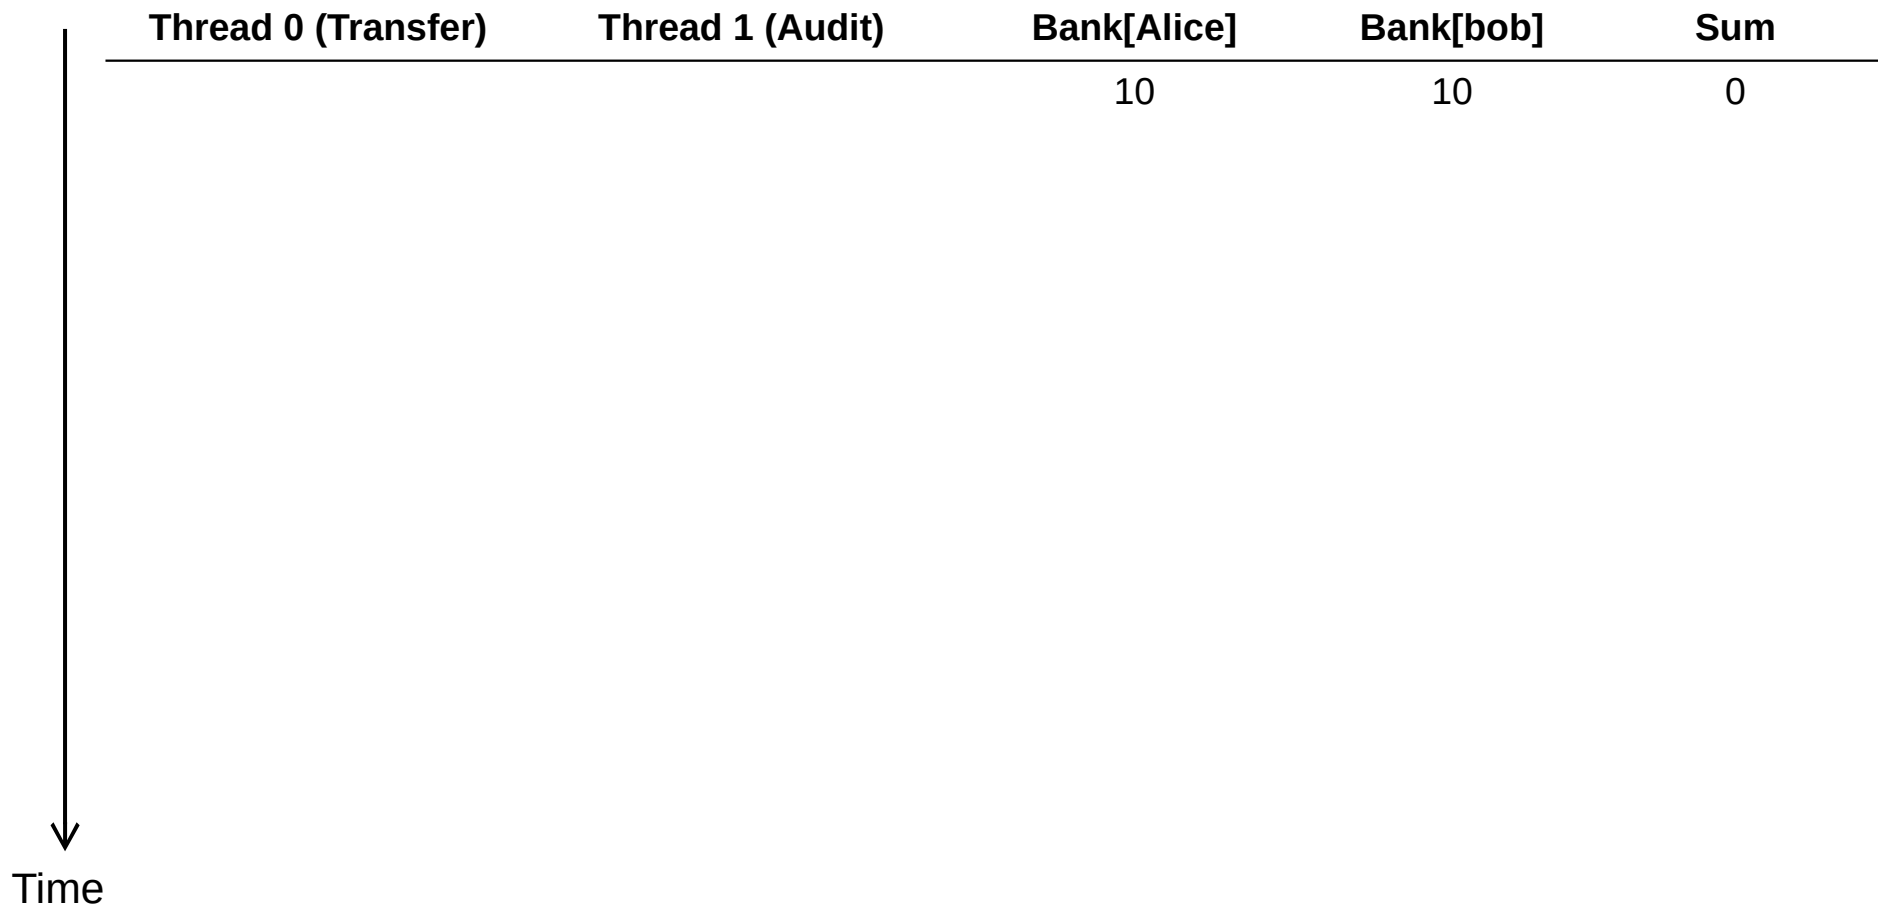 Thread 0 (Transfer) Thread 1 (Audit) Bank[Alice] Bank[bob] Sum
10 10 0
Time